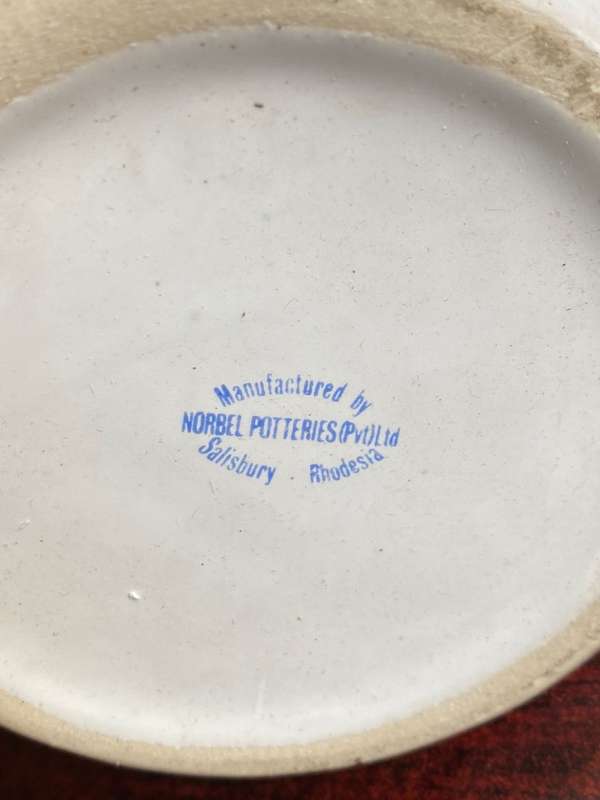 Manufactured by
NORBEL POTTERIES (Pvt) Ltd
Salisbury Rhodesia